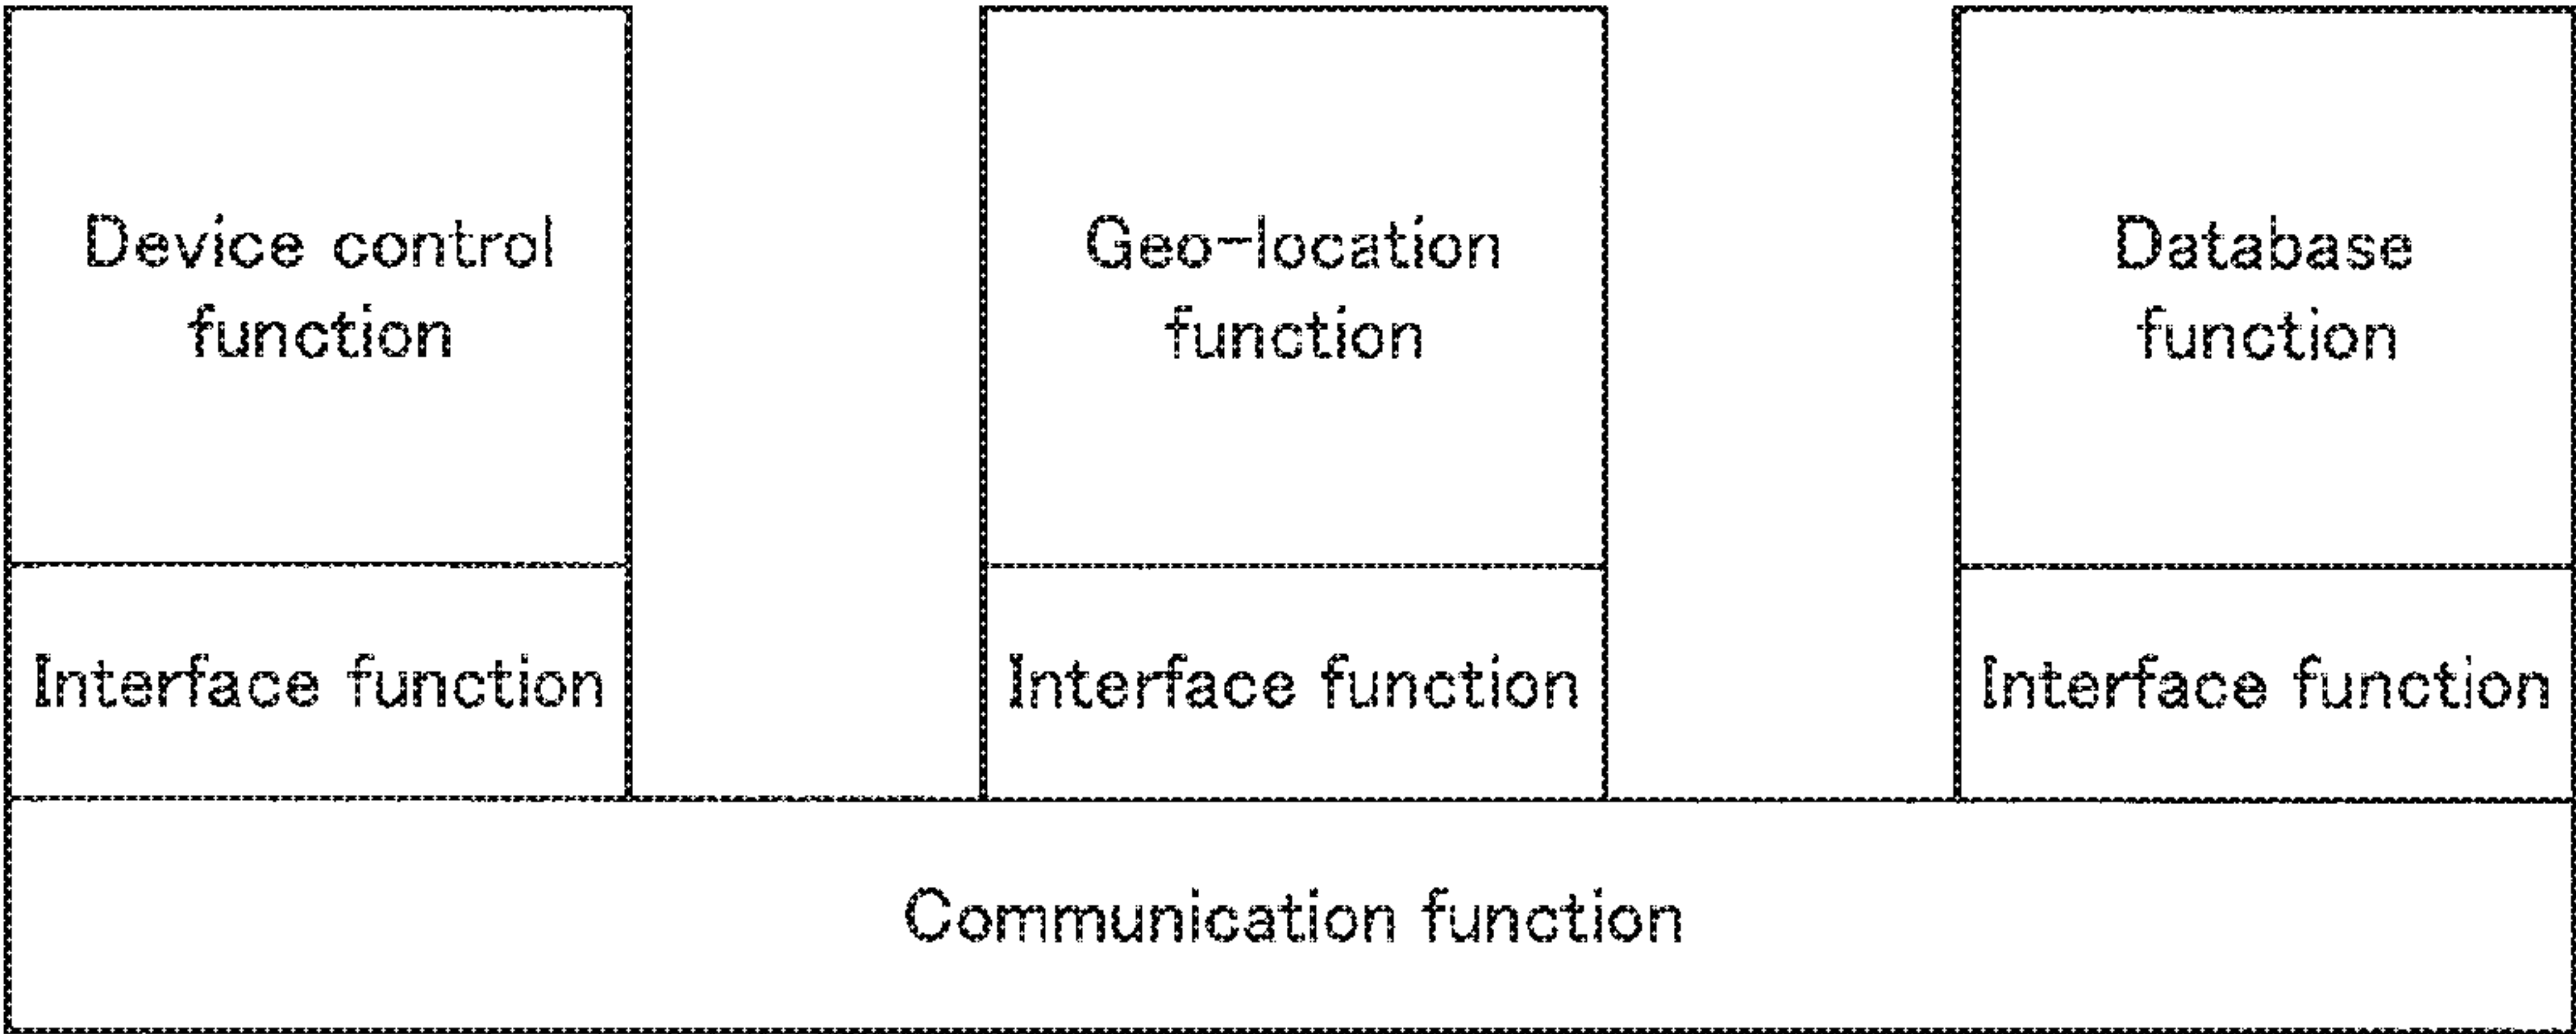 Device control
function
Geo-location
function
Database
function
Interface function
Interface function
Interface function
Communication function